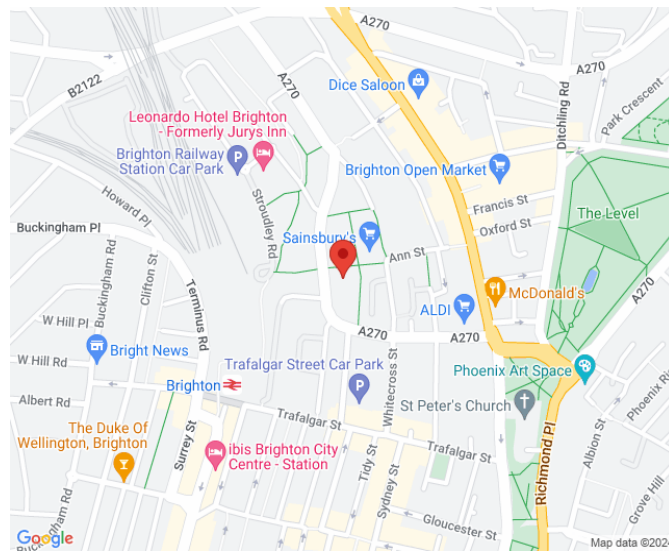 A270
B2122
A270
Dice Saloon
Ditchling Rd
Park Crescent
Leonardo Hotel Brighton
- Formerly Jurys Inn
Brighton Railway
Station Car Park
P
Brighton Open Market
Howard Pl
Stroudley Rd
Francis St
Oxford St
The Level
Buckingham Pl
Sainsbury's
Ann St
Buckingham Rd
Clifton St
Terminus Rd
McDonald's
ALDI
A270
W Hill Pl
A270
A270
Bright News
W Hill Rd
Trafalgar Street Car Park
P
Whitecross St
Phoenix Art Space
Brighton
Albert Rd
St Peter's Church
Trafalgar St
The Duke Of
Wellington, Brighton
Surrey St
ibis Brighton City
Centre - Station
Trafalgar St
Tidy St
Sydney St
Richmond Pl
Albion St
Phoenix
Grove Hill
Buckingham Rd
Gloucester St
Google
Map data ©202